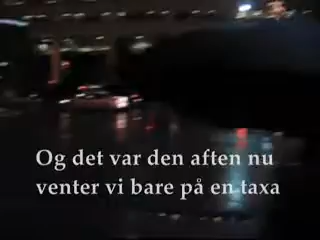 Og det var den aften nu
venter vi bare på en taxa